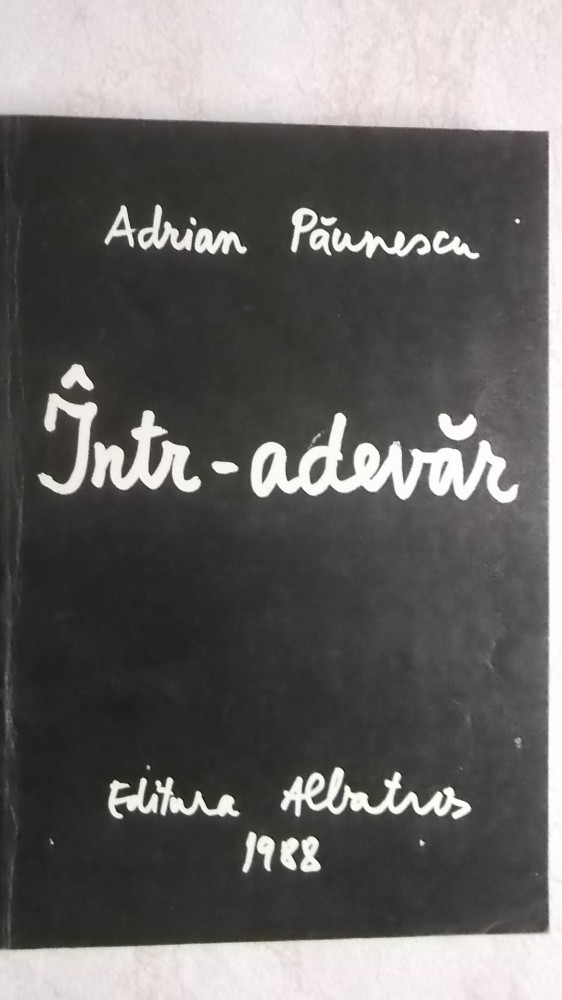 Adrian Păunescu
Într-adevăr
Editura Albatros
1988